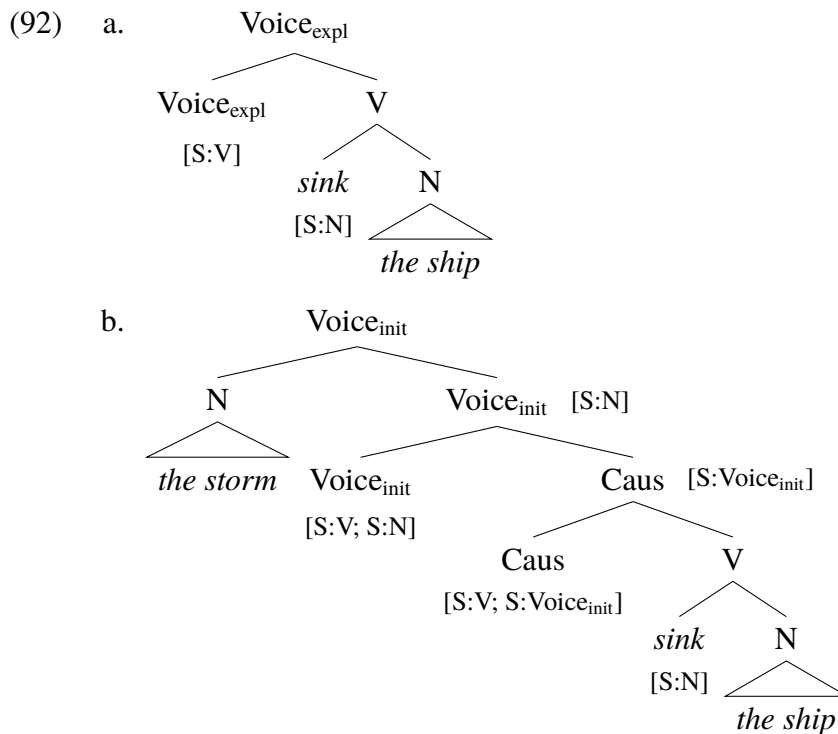 (92) a. Voice_expl
Voice_expl V
[S:V]
sink N
[S:N]
the ship
b. Voice_init
N Voice_init [S:N]
the storm Voice_init Caus [S:Voice_init]
[S:V; S:N]
Caus V
[S:V; S:Voice_init]
sink N
[S:N]
the ship